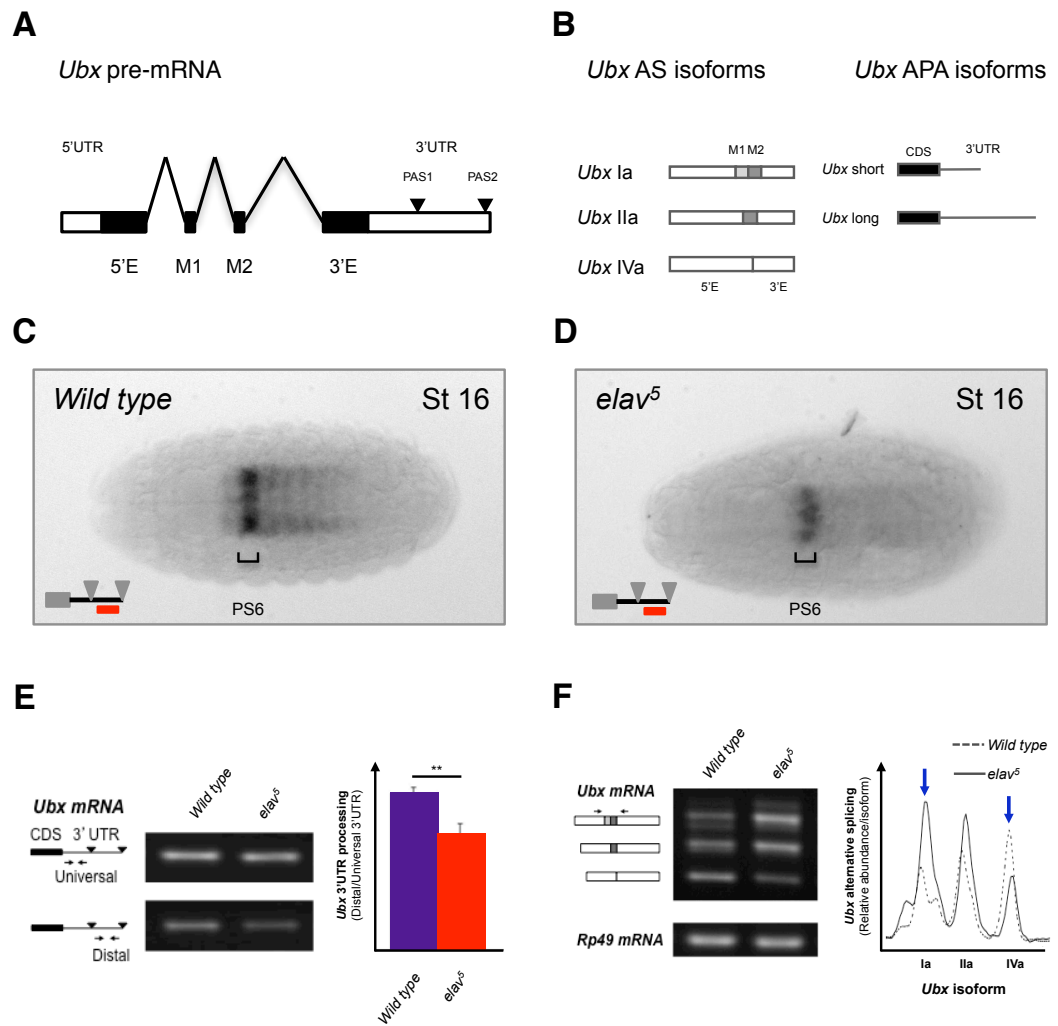 A
Ubx pre-mRNA
5'UTR
3'UTR
PAS1
PAS2
5'E
M1
M2
3'E
B
Ubx AS isoforms
Ubx APA isoforms
M1 M2
CDS
3'UTR
Ubx Ia
Ubx short
Ubx IIa
Ubx long
Ubx IVa
5'E
3'E
C
Wild type
St 16
PS6
D
elav⁵
St 16
PS6
E
Wild type
elav⁵
Ubx mRNA
CDS 3' UTR
Universal
Distal
Ubx 3'UTR processing
(Distal/Universal 3'UTR)
**
Wild type
elav⁵
F
Wild type
elav⁵
Ubx mRNA
Rp49 mRNA
Wild type
elav⁵
Ubx alternative splicing
(Relative abundance/isoform)
Ia
IIa
IVa
Ubx isoform